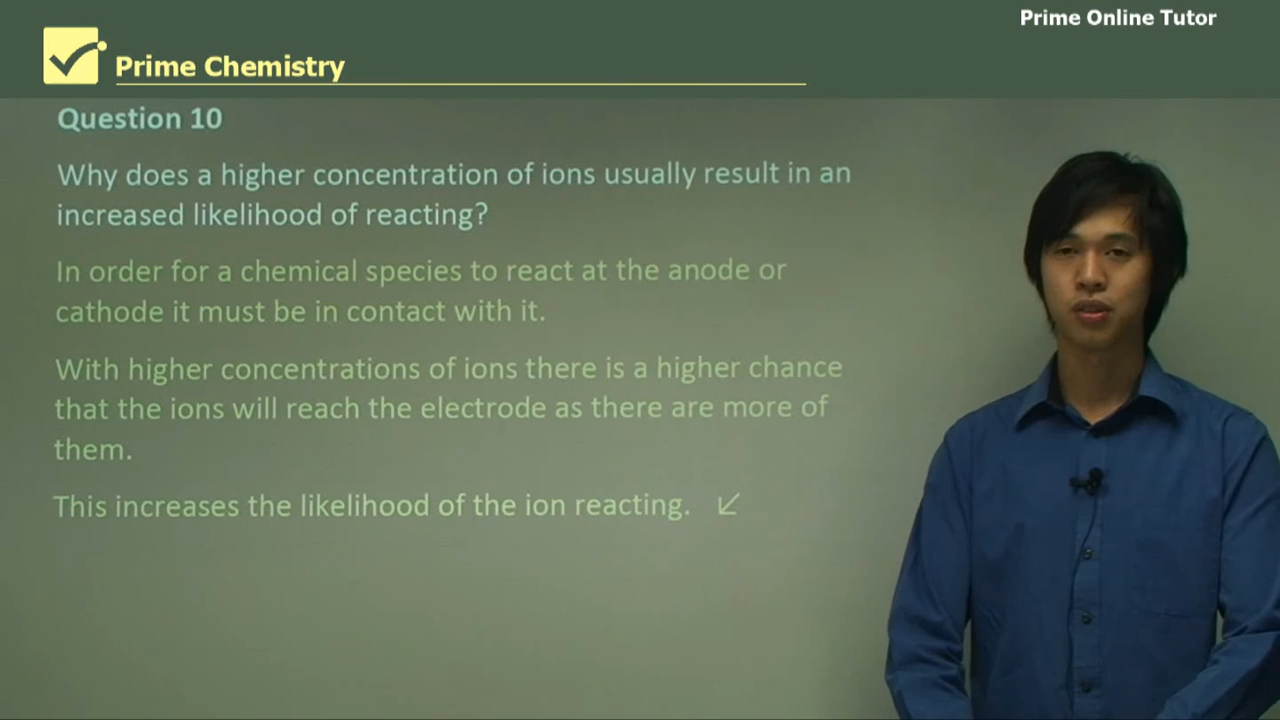 Prime Online Tutor
Prime Chemistry
Question 10
Why does a higher concentration of ions usually result in an
increased likelihood of reacting?
In order for a chemical species to react at the anode or
cathode it must be in contact with it.
With higher concentrations of ions there is a higher chance
that the ions will reach the electrode as there are more of
them.
This increases the likelihood of the ion reacting.